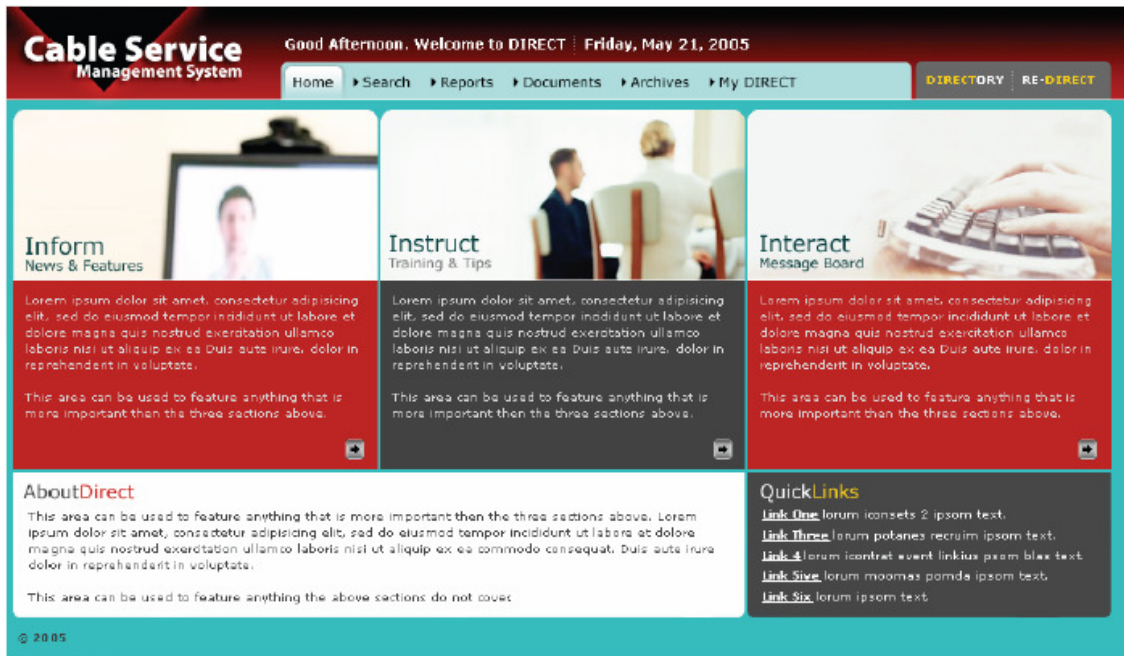 Cable Service
Management System
Good Afternoon. Welcome to DIRECT Friday, May 21, 2005
Home Search Reports Documents Archives My DIRECT
DIRECTORY RE-DIRECT
Inform
News & Features
Lorem ipsum dolor sit amet, consectetur adipisicing
elit, sed do eiusmod tempor incididunt ut labore et
dolore magna quis nostrud exercitation ullamco
laboris nisi ut aliquip ex ea Duis aute irure, dolor in
reprehenderit in voluptate.
This area can be used to feature anything that is
more important then the three sections above.
Instruct
Training & Tips
Lorem ipsum dolor sit amet, consectetur adipisicing
elit, sed do eiusmod tempor incididunt ut labore et
dolore magna quis nostrud exercitation ullamco
laboris nisi ut aliquip ex ea Duis aute irure, dolor in
reprehenderit in voluptate.
This area can be used to feature anything that is
more important then the three sections above.
Interact
Message Board
Lorem ipsum dolor sit amet, consectetur adipisicing
elit, sed do eiusmod tempor incididunt ut labore et
dolore magna quis nostrud exercitation ullamco
laboris nisi ut aliquip ex ea Duis aute irure, dolor in
reprehenderit in voluptate.
This area can be used to feature anything that is
more important then the three sections above.
AboutDirect
This area can be used to feature anything that is more important then the three sections above. Lorem
ipsum dolor sit amet, consectetur adipisicing elit, sed do eiusmod tempor incididunt ut labore et dolore
magna quis nostrud exercitation ullamco laboris nisi ut aliquip ex ea commodo consequat. Duis aute irure
dolor in reprehenderit in voluptate.
This area can be used to feature anything the above sections do not cover.
QuickLinks
Link One lorum iconsets 2 ipsom text.
Link Three lorum potanes recruim ipsom text.
Link 4 lorum icontret event linkius psom blax text
Link Sive lorum moomas pomda ipsom text.
Link Six lorum ipsom text
© 2005